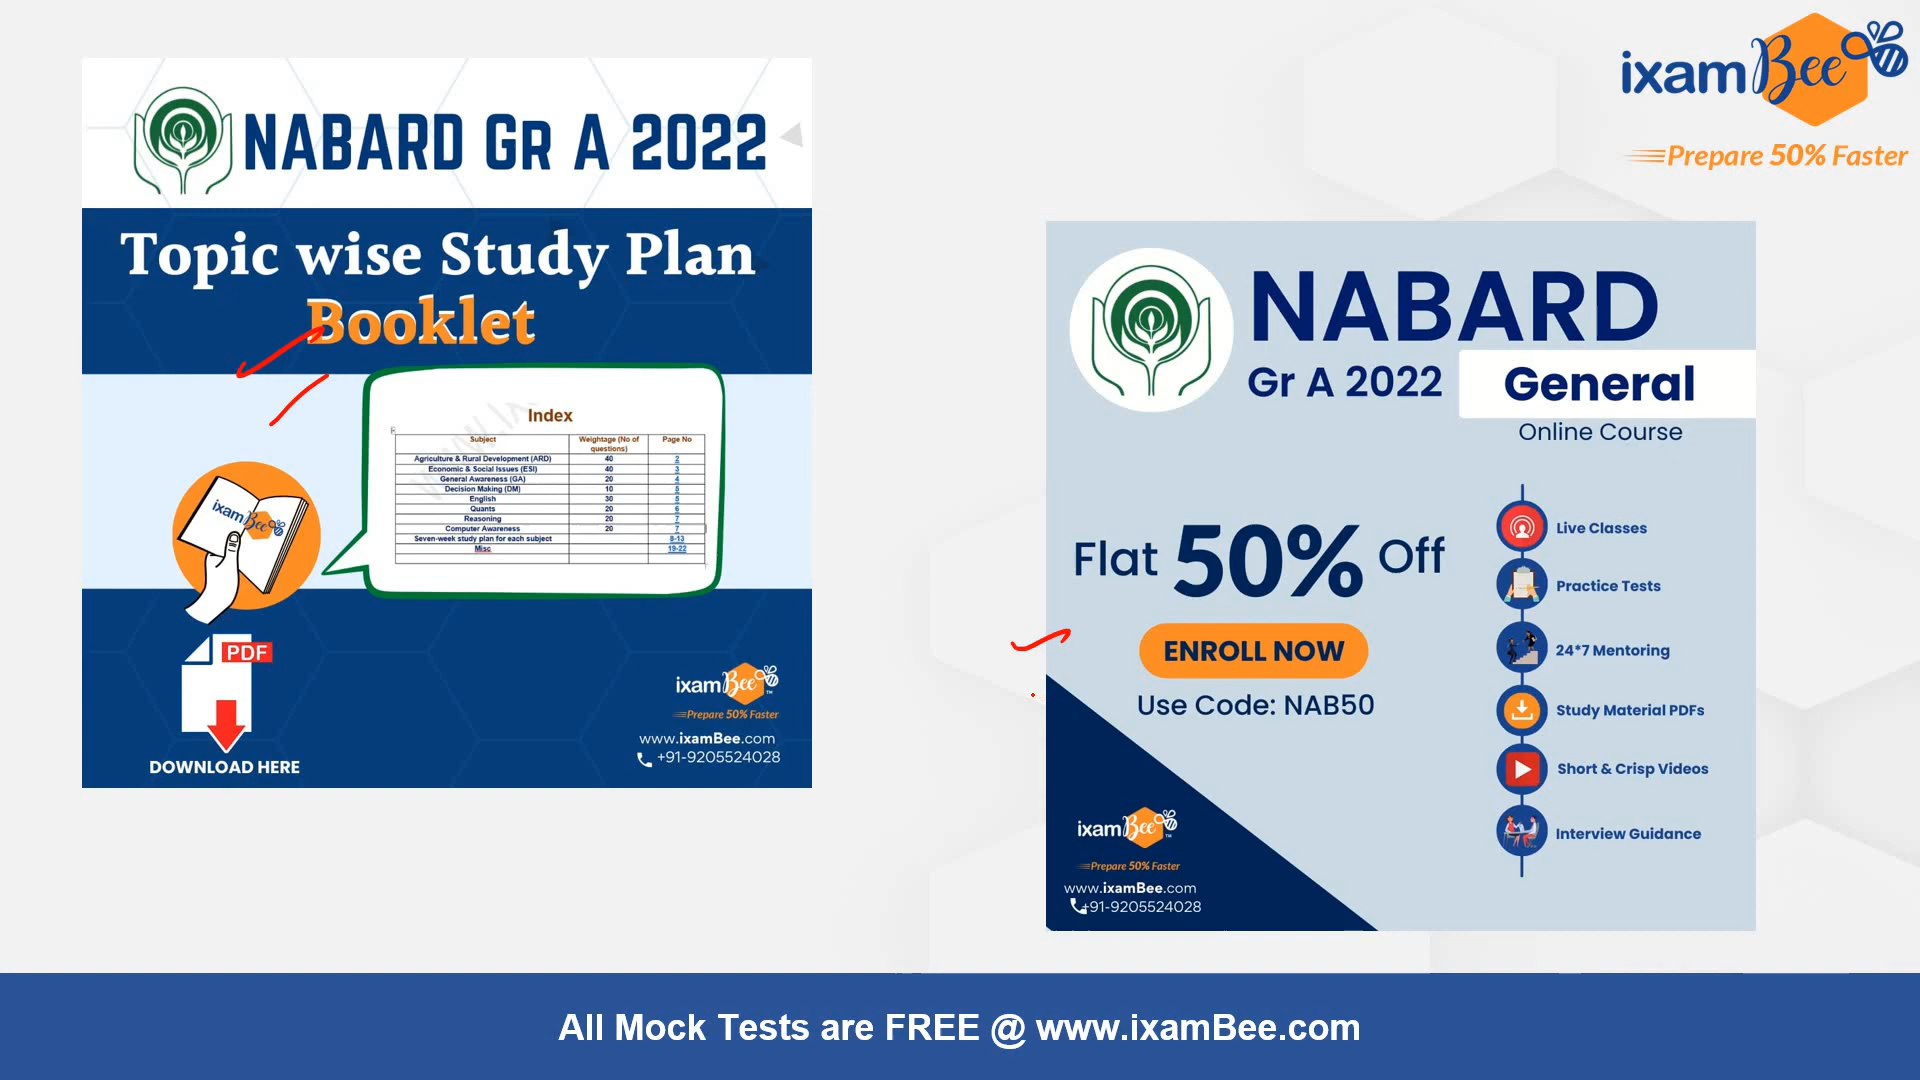 ixamBee
Prepare 50% Faster
NABARD GR A 2022
Topic wise Study Plan
Booklet
Index
Subject Weightage (No of questions) Page No
Agriculture & Rural Development (ARD) 40 2
Economic & Social Issues (ESI) 40 3
General Awareness (GA) 20 4
Decision Making (DM) 10 5
English 30 5
Quants 20 6
Reasoning 20 7
Computer Awareness 20 7
Seven-week study plan for each subject 8-13
Misc 19-22
ixamBee
PDF
DOWNLOAD HERE
ixamBee™
Prepare 50% Faster
www.ixamBee.com
+91-9205524028
NABARD
Gr A 2022 General
Online Course
Flat 50% Off
ENROLL NOW
Use Code: NAB50
Live Classes
Practice Tests
24*7 Mentoring
Study Material PDFs
Short & Crisp Videos
Interview Guidance
ixamBee™
Prepare 50% Faster
www.ixamBee.com
+91-9205524028
All Mock Tests are FREE @ www.ixamBee.com